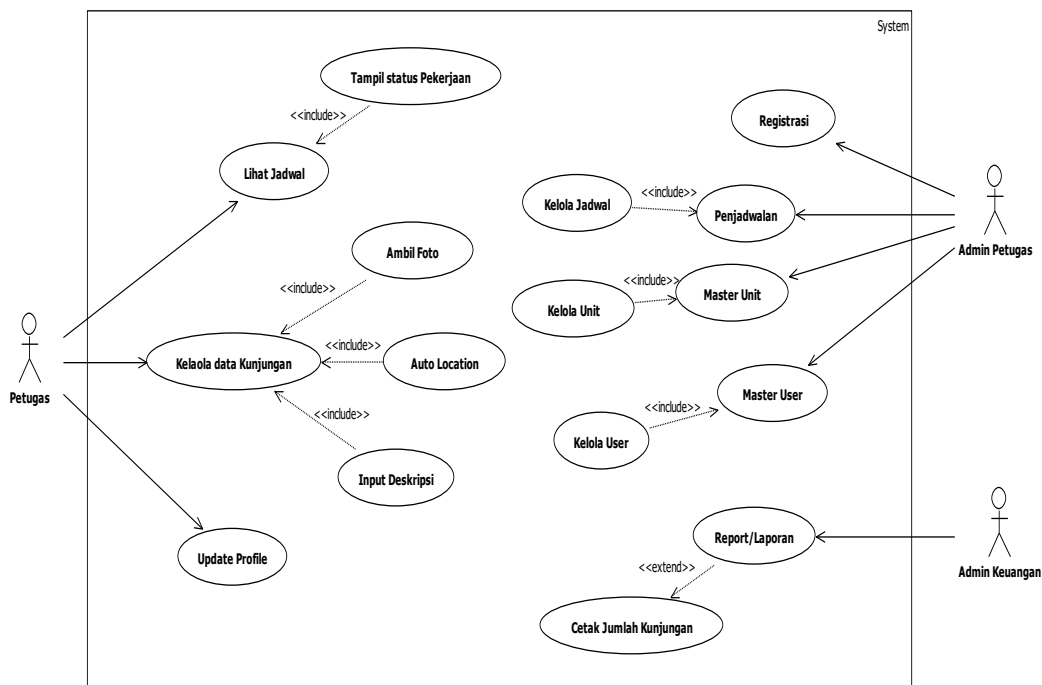 System
Tampil status Pekerjaan
<<include>>
Registrasi
Lihat Jadwal
<<include>>
Kelola Jadwal
Penjadwalan
Ambil Foto
Admin Petugas
<<include>>
<<include>>
Master Unit
Kelola Unit
<<include>>
Kelaola data Kunjungan
Auto Location
Petugas
Master User
<<include>>
<<include>>
Kelola User
Input Deskripsi
Report/Laporan
Update Profile
<<extend>>
Admin Keuangan
Cetak Jumlah Kunjungan